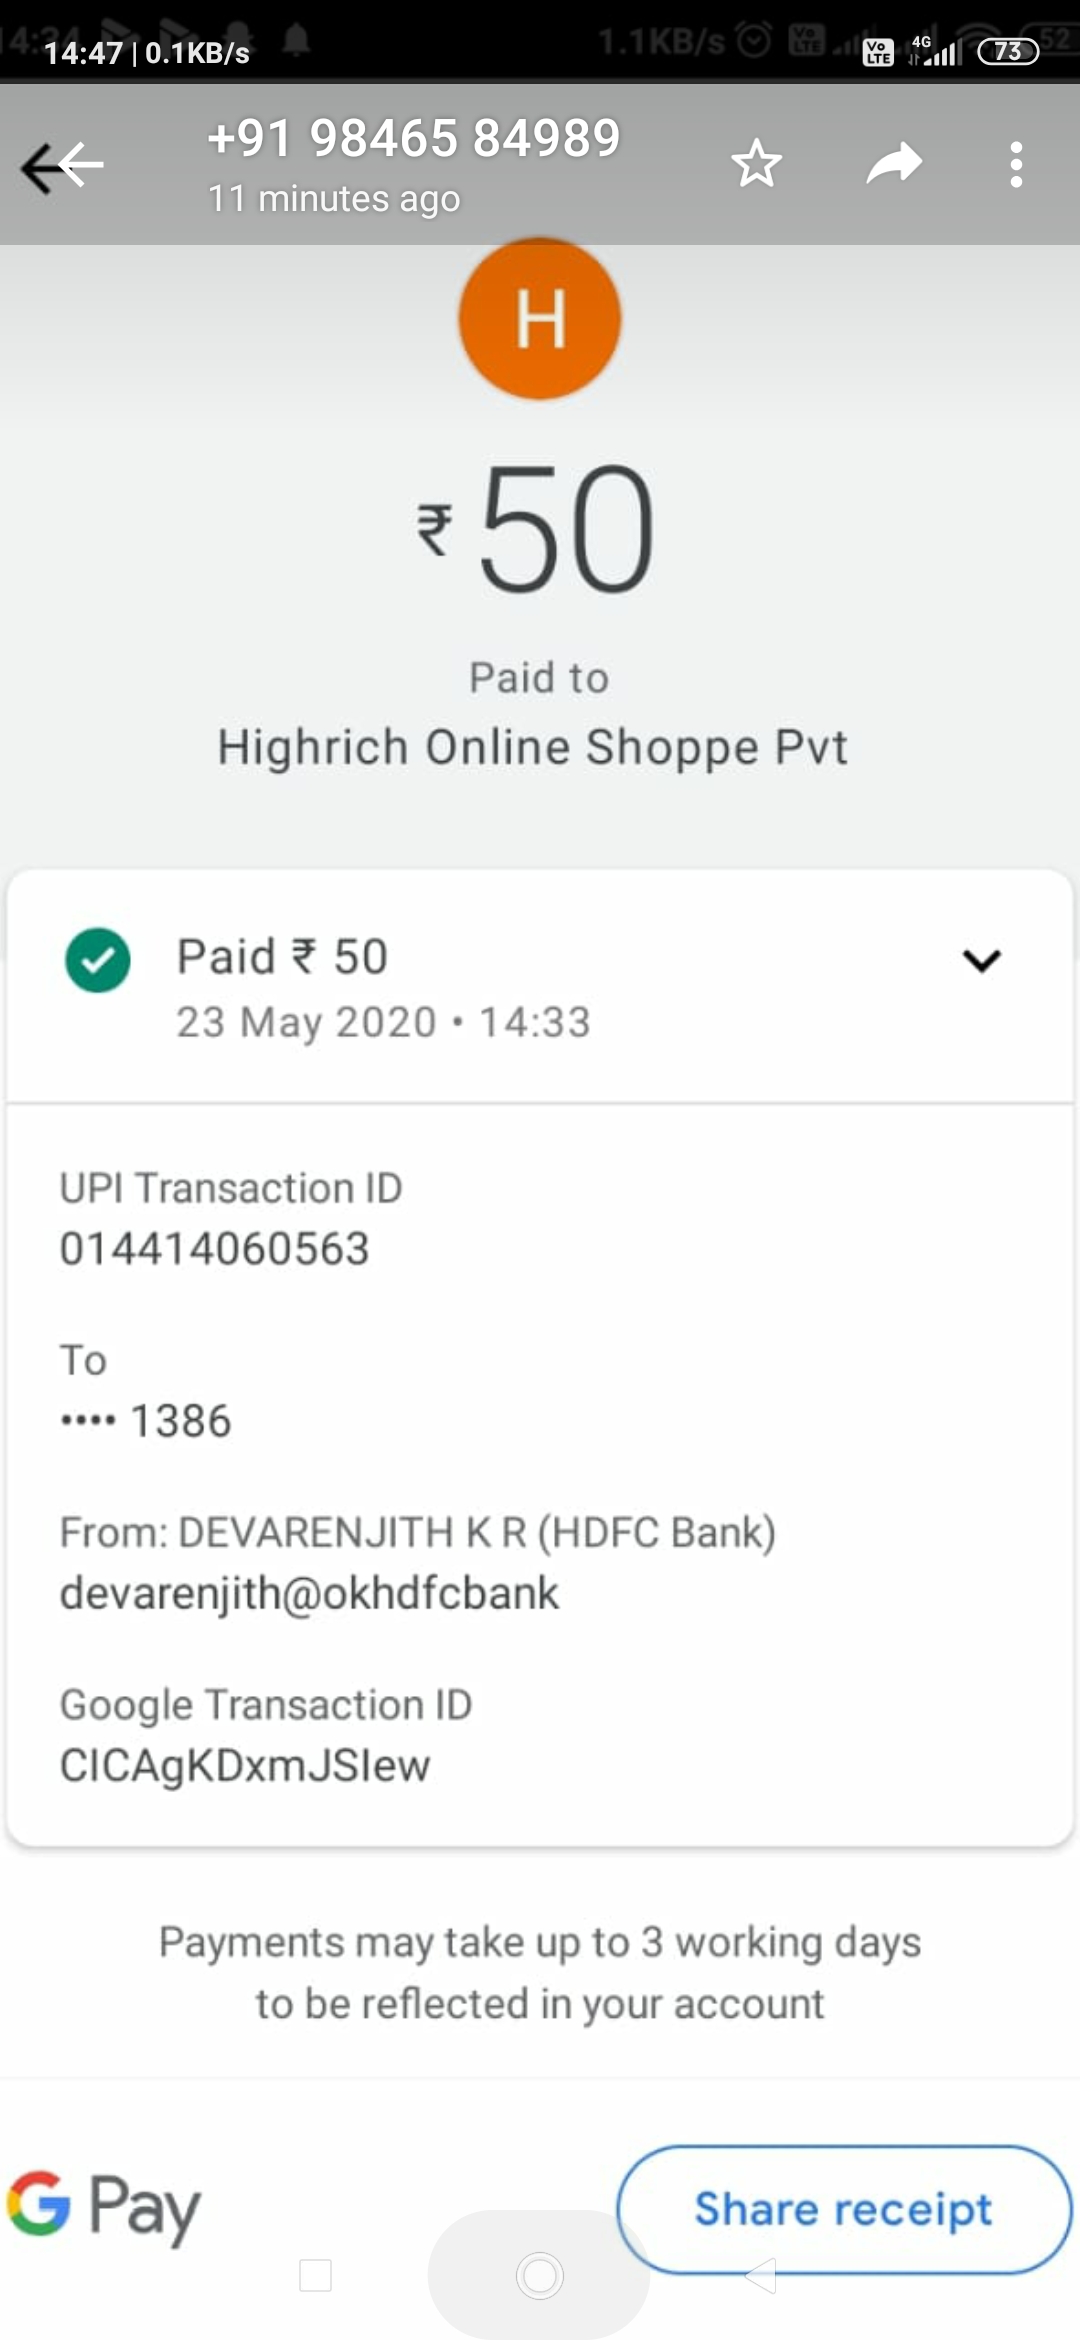 14:47 | 0.1KB/s
4G
73
1.1KB/s
+91 98465 84989
11 minutes ago
H
₹ 50
Paid to
Highrich Online Shoppe Pvt
Paid ₹ 50
23 May 2020 • 14:33
UPI Transaction ID
014414060563
To
•••• 1386
From: DEVARENJITH K R (HDFC Bank)
devarenjith@okhdfcbank
Google Transaction ID
CICAgKDxmJSlew
Payments may take up to 3 working days
to be reflected in your account
G Pay
Share receipt